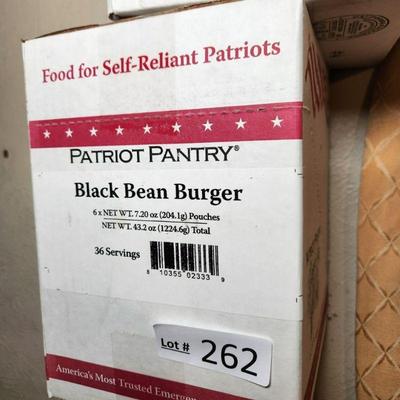 Food for Self-Reliant Patriots
PATRIOT PANTRY®
Black Bean Burger
6 x NET WT. 7.20 oz (204.1g) Pouches
NET WT. 43.2 oz (1224.6g) Total
36 Servings
8 10355 02333 9
Lot # 262
America's Most Trusted Emergen